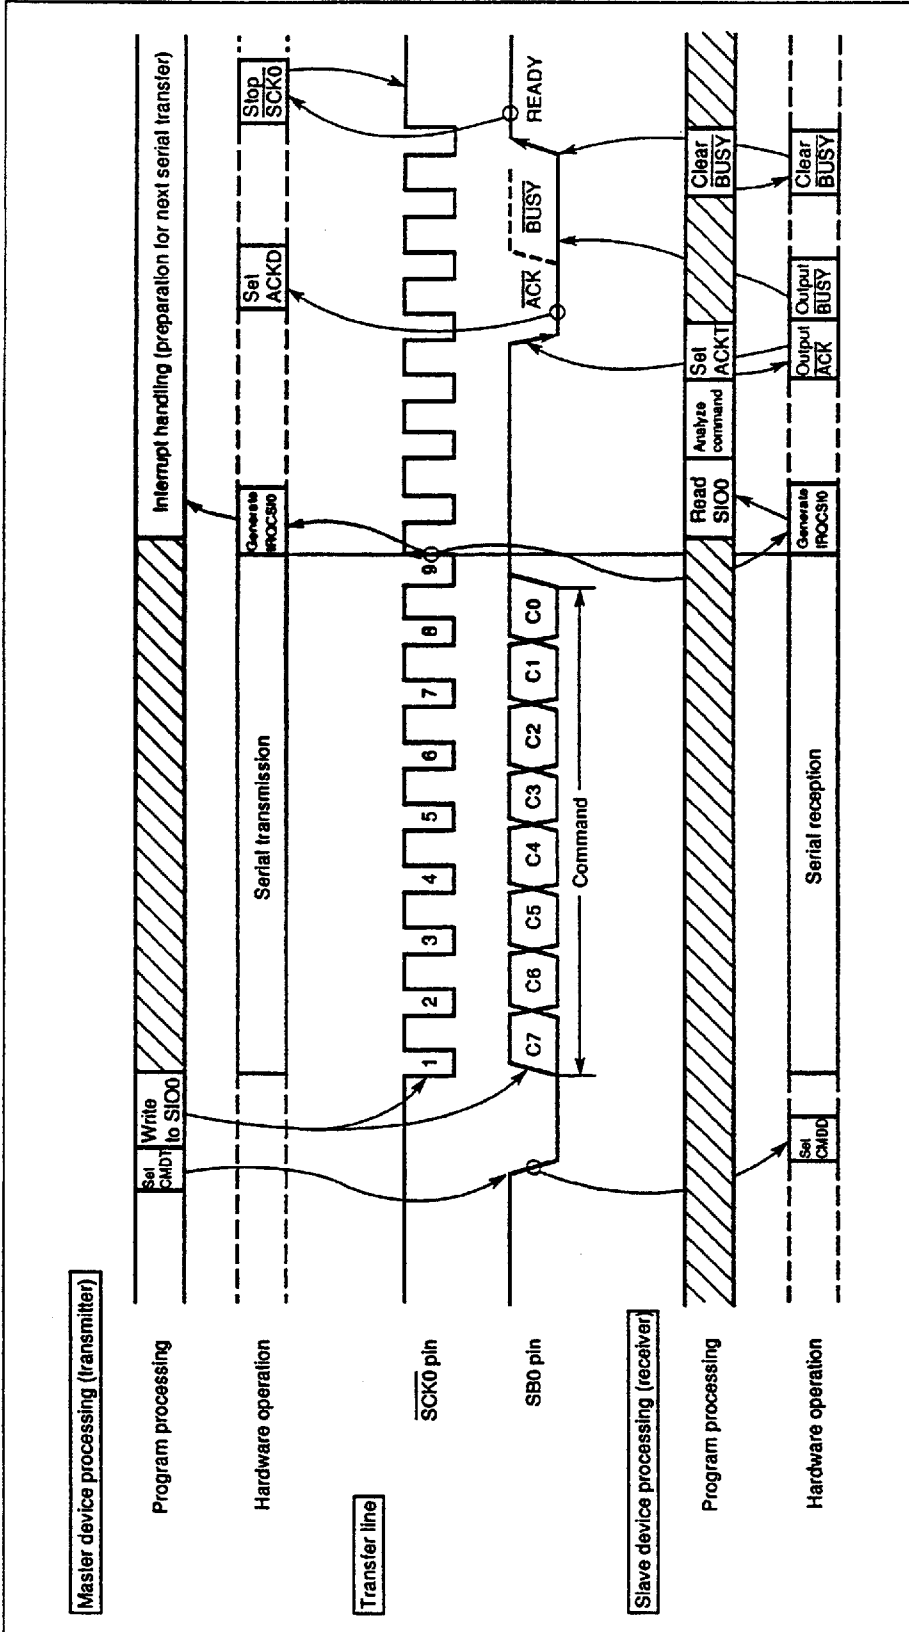 Master device processing (transmitter)
Program processing
Set
CMDT
Write
to SIO0
Interrupt handling (preparation for next serial transfer)
Hardware operation
Serial transmission
Generate
IRQCSI0
Set
ACKD
Stop
SCK0
Transfer line
SCK0 pin
1
2
3
4
5
6
7
8
9
SB0 pin
C7
C6
C5
C4
C3
C2
C1
C0
ACK
BUSY
READY
Command
Slave device processing (receiver)
Program processing
Read
SIO0
Analyze
command
Set
ACKT
Clear
BUSY
Hardware operation
Set
CMDD
Serial reception
Generate
IRQCSI0
Output
ACK
Output
BUSY
Clear
BUSY